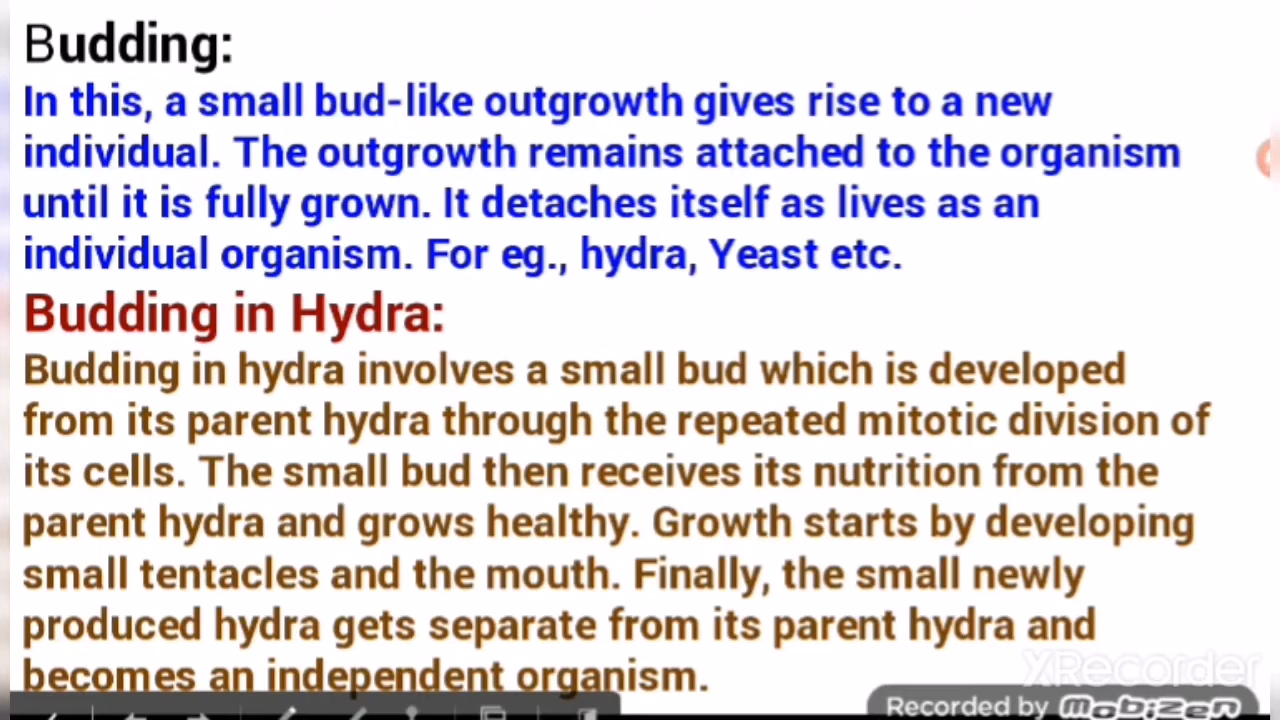 Budding:
In this, a small bud-like outgrowth gives rise to a new
individual. The outgrowth remains attached to the organism
until it is fully grown. It detaches itself as lives as an
individual organism. For eg., hydra, Yeast etc.
Budding in Hydra:
Budding in hydra involves a small bud which is developed
from its parent hydra through the repeated mitotic division of
its cells. The small bud then receives its nutrition from the
parent hydra and grows healthy. Growth starts by developing
small tentacles and the mouth. Finally, the small newly
produced hydra gets separate from its parent hydra and
becomes an independent organism.
XRecorder
Recorded by mobizen